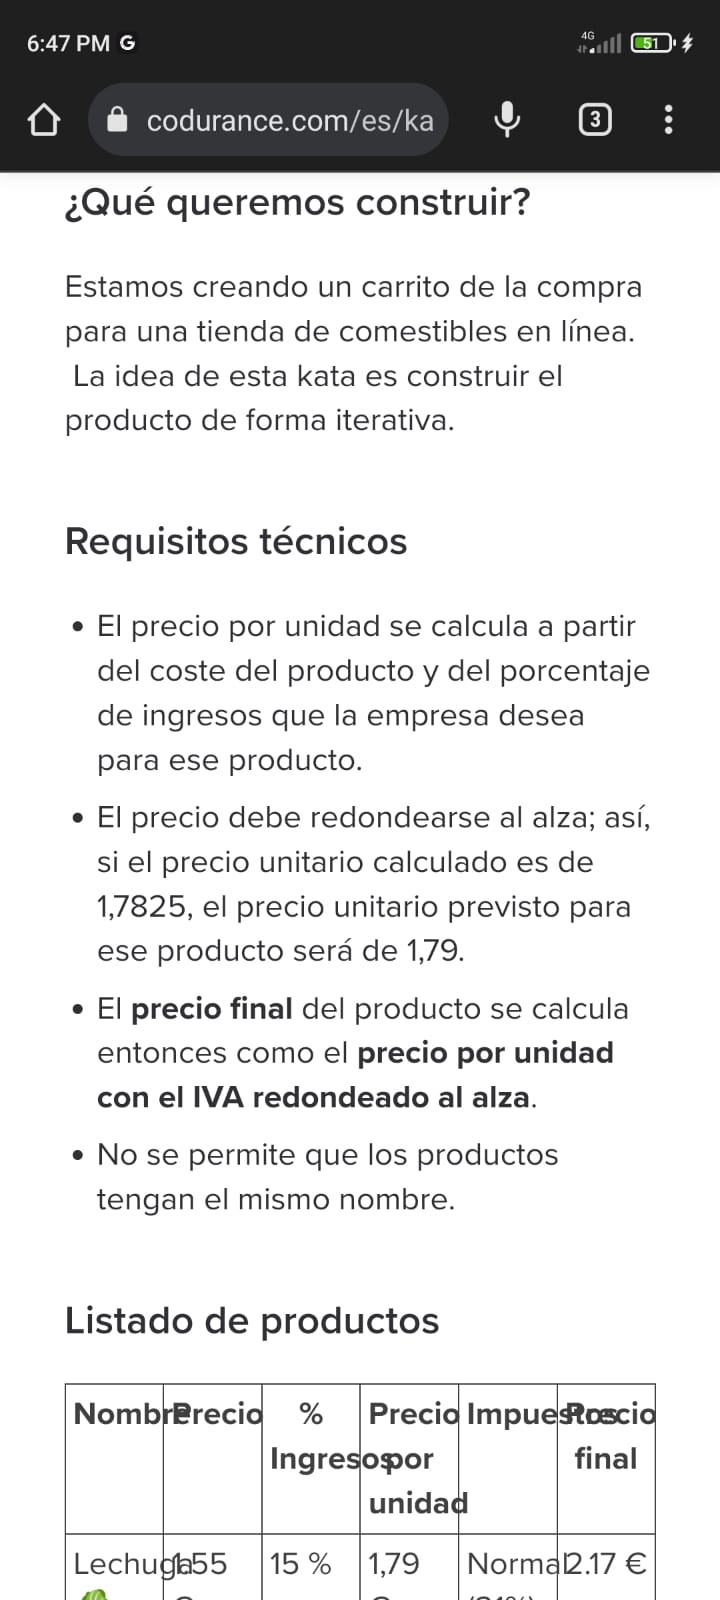 6:47 PM G
4G
51
codurance.com/es/ka
3
¿Qué queremos construir?
Estamos creando un carrito de la compra
para una tienda de comestibles en línea.
La idea de esta kata es construir el
producto de forma iterativa.
Requisitos técnicos
• El precio por unidad se calcula a partir
del coste del producto y del porcentaje
de ingresos que la empresa desea
para ese producto.
• El precio debe redondearse al alza; así,
si el precio unitario calculado es de
1,7825, el precio unitario previsto para
ese producto será de 1,79.
• El precio final del producto se calcula
entonces como el precio por unidad
con el IVA redondeado al alza.
• No se permite que los productos
tengan el mismo nombre.
Listado de productos
Nombre Precio % Precio Impuestos Precio
Ingresos por final
unidad
Lechuga 1.55 15 % 1,79 Normal 2.17 €